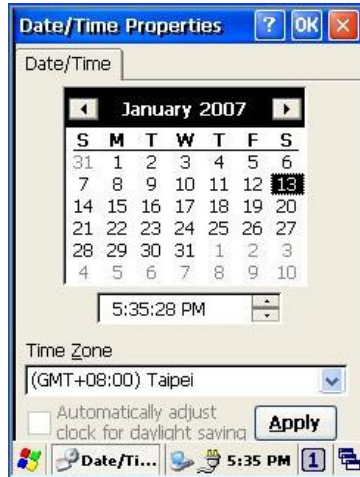 Date/Time Properties ? OK ×
Date/Time
January 2007
S M T W T F S
31 1 2 3 4 5 6
7 8 9 10 11 12 13
14 15 16 17 18 19 20
21 22 23 24 25 26 27
28 29 30 31 1 2 3
4 5 6 7 8 9 10
5:35:28 PM
Time Zone
(GMT+08:00) Taipei
Automatically adjust
clock for daylight saving
Apply
Date/Ti... 5:35 PM 1